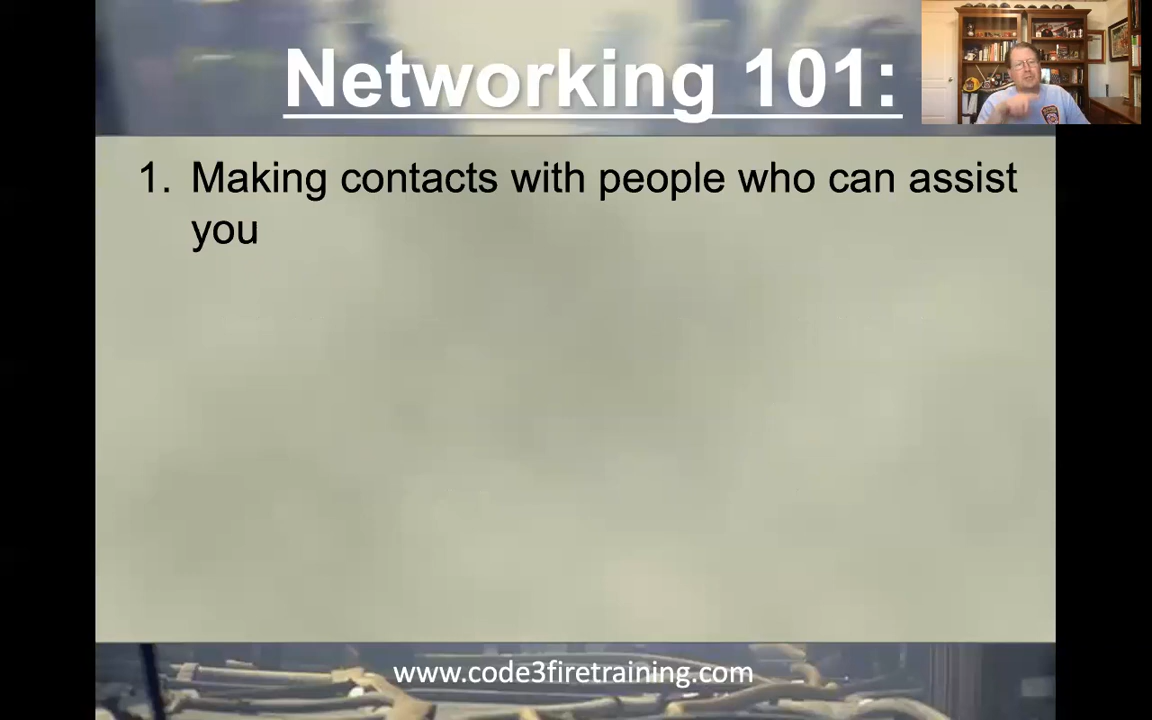 Networking 101:
1. Making contacts with people who can assist
you
www.code3firetraining.com